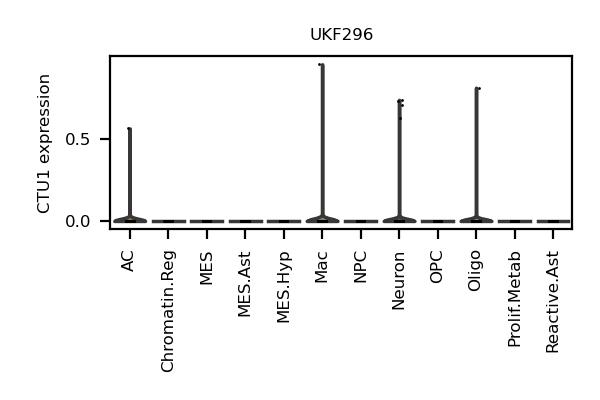 UKF296
CTU1 expression
0.5
0.0
AC
Chromatin.Reg
MES
MES.Ast
MES.Hyp
Mac
NPC
Neuron
OPC
Oligo
Prolif.Metab
Reactive.Ast